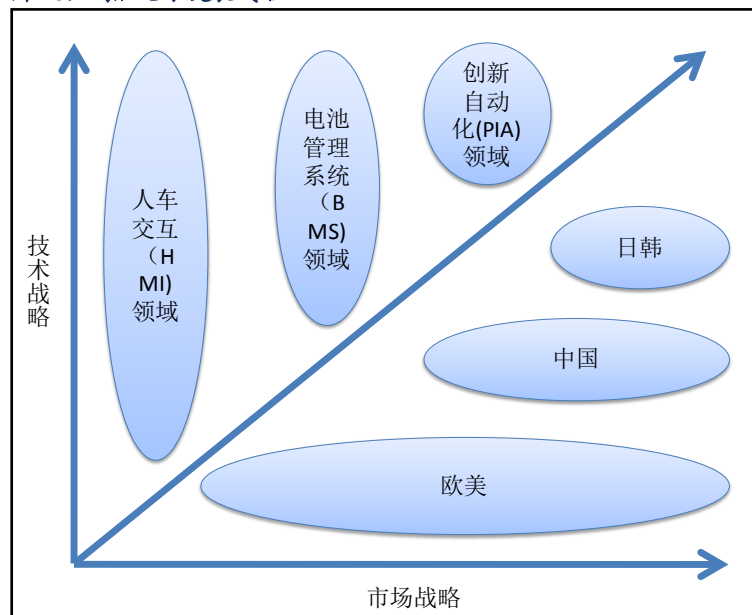 创新
自动
化(PIA)
领域
电池
管理
系统
（B
MS)
领域
人车
交互
（H
MI)
领域
技术战略
日韩
中国
欧美
市场战略